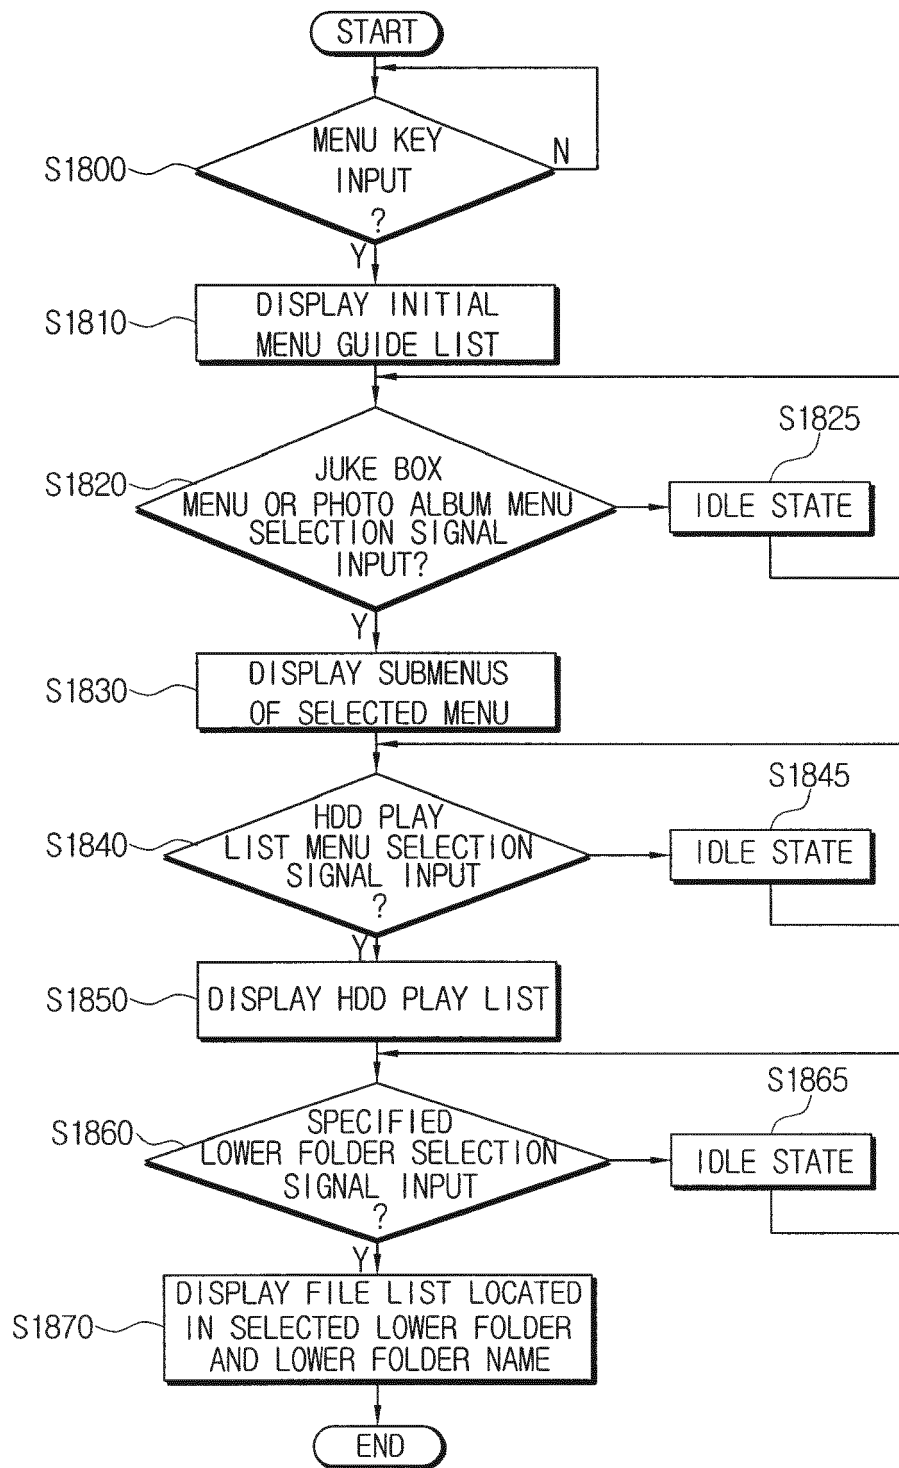 START
MENU KEY
INPUT
?
N
S1800
Y
DISPLAY INITIAL
MENU GUIDE LIST
S1810
S1825
JUKE BOX
MENU OR PHOTO ALBUM MENU
SELECTION SIGNAL
INPUT?
S1820
IDLE STATE
Y
DISPLAY SUBMENUS
OF SELECTED MENU
S1830
S1845
HDD PLAY
LIST MENU SELECTION
SIGNAL INPUT
?
S1840
IDLE STATE
Y
S1850
DISPLAY HDD PLAY LIST
S1865
SPECIFIED
LOWER FOLDER SELECTION
SIGNAL INPUT
?
S1860
IDLE STATE
Y
DISPLAY FILE LIST LOCATED
IN SELECTED LOWER FOLDER
AND LOWER FOLDER NAME
S1870
END